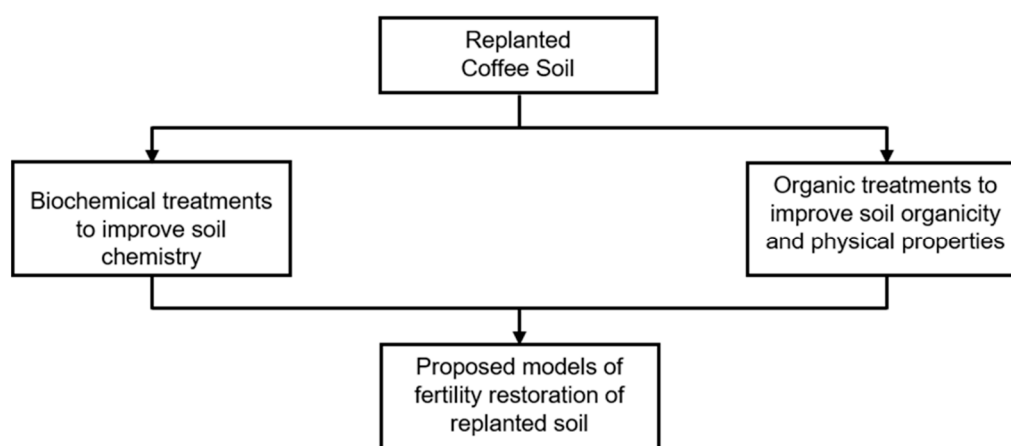 Replanted
Coffee Soil
Biochemical treatments
to improve soil
chemistry
Organic treatments to
improve soil organicity
and physical properties
Proposed models of
fertility restoration of
replanted soil